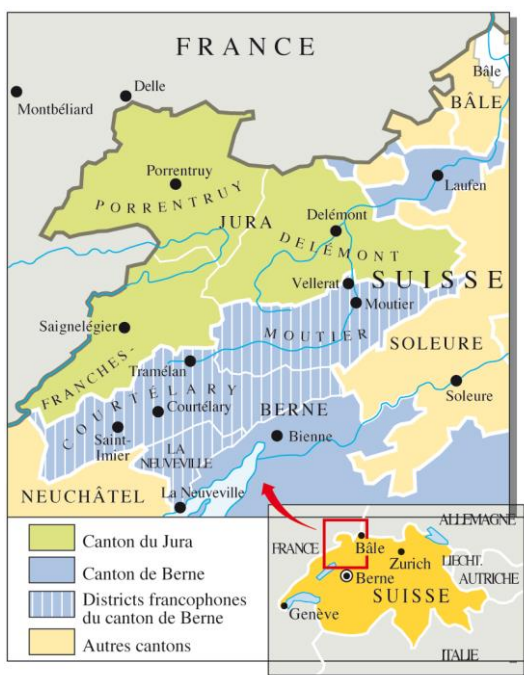 FRANCE
Delle
Montbéliard
Bâle
BÂLE
Porrentruy
PORRENTRUY
Laufen
JURA
Delémont
DELÉMONT
Vellerat
SUISSE
Moutier
Saignelégier
MOUTIER
SOLEURE
FRANCHES-
Tramélan
COURTELARY
Courtélary
Soleure
BERNE
Saint-
Imier
Bienne
LA
NEUVEVILLE
NEUCHÂTEL
La Neuveville
Canton du Jura
Canton de Berne
Districts francophones
du canton de Berne
Autres cantons
ALLEMAGNE
FRANCE
Bâle
Zurich
LIECHT.
AUTRICHE
Berne
SUISSE
Genève
ITALIE